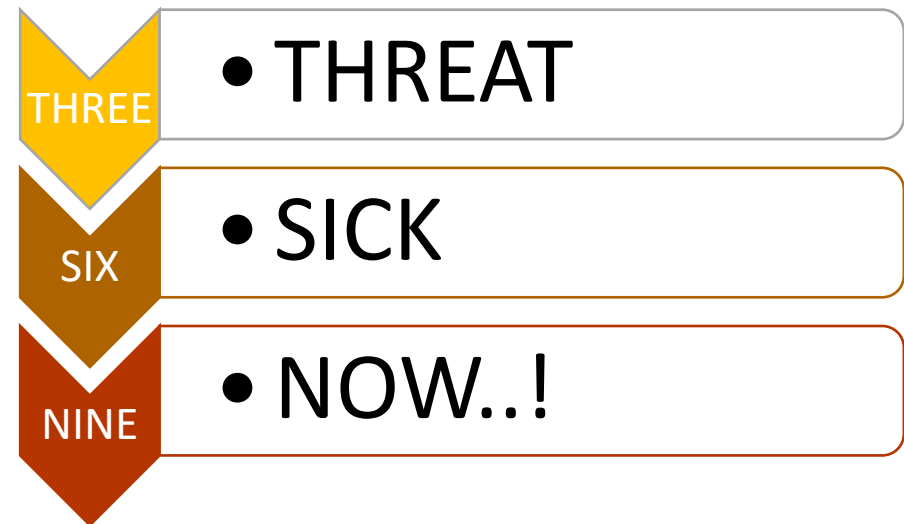 THREE
• THREAT
SIX
• SICK
NINE
• NOW..!